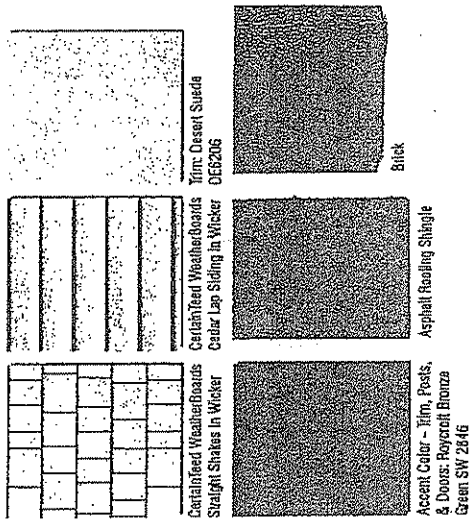 CertainTeed WeatherBoards
Straight Shakes in Wicker
CertainTeed WeatherBoards
Cedar Lap Siding in Wicker
Trim: Desert Suede
DE6206
Accent Color - Trim, Posts,
& Doors: Roycroft Bronze
Green SW 2846
Asphalt Roofing Shingle
Brick